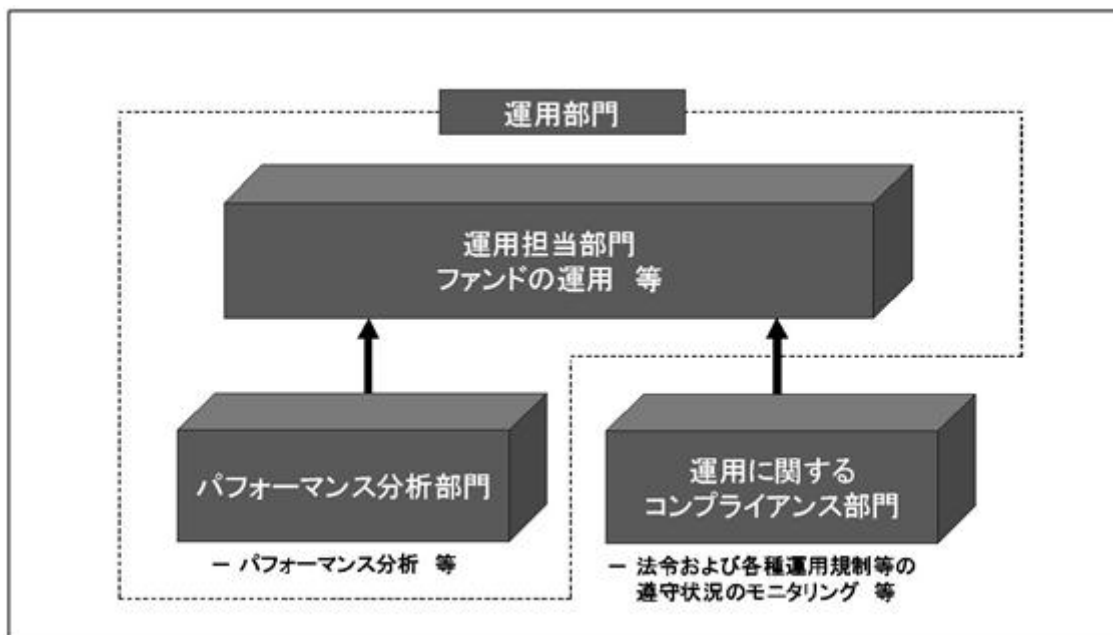 運用部門
運用担当部門
ファンドの運用 等
パフォーマンス分析部門
− パフォーマンス分析 等
運用に関する
コンプライアンス部門
− 法令および各種運用規制等の
遵守状況のモニタリング 等